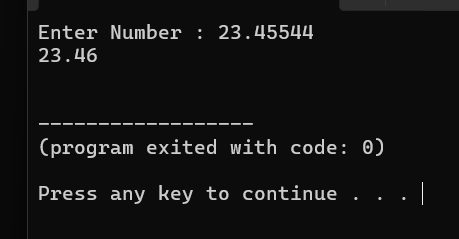 Enter Number : 23.45544
23.46
------------------
(program exited with code: 0)
Press any key to continue . . .